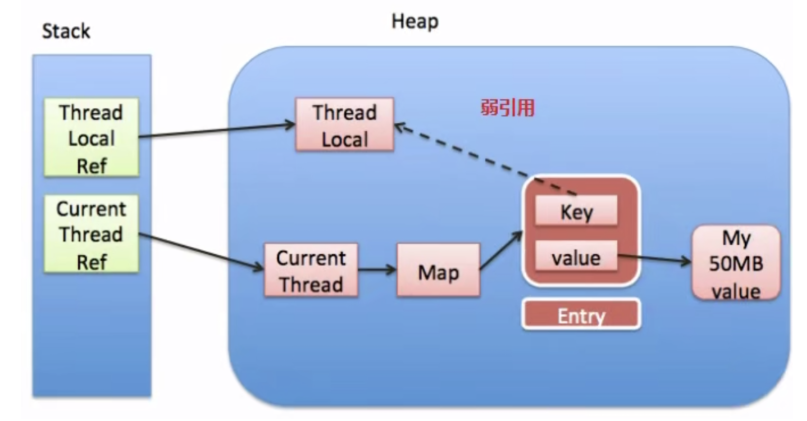 Stack
Heap
Thread
Local
Ref
Thread
Local
弱引用
Current
Thread
Ref
Current
Thread
Map
Key
value
My
50MB
value
Entry